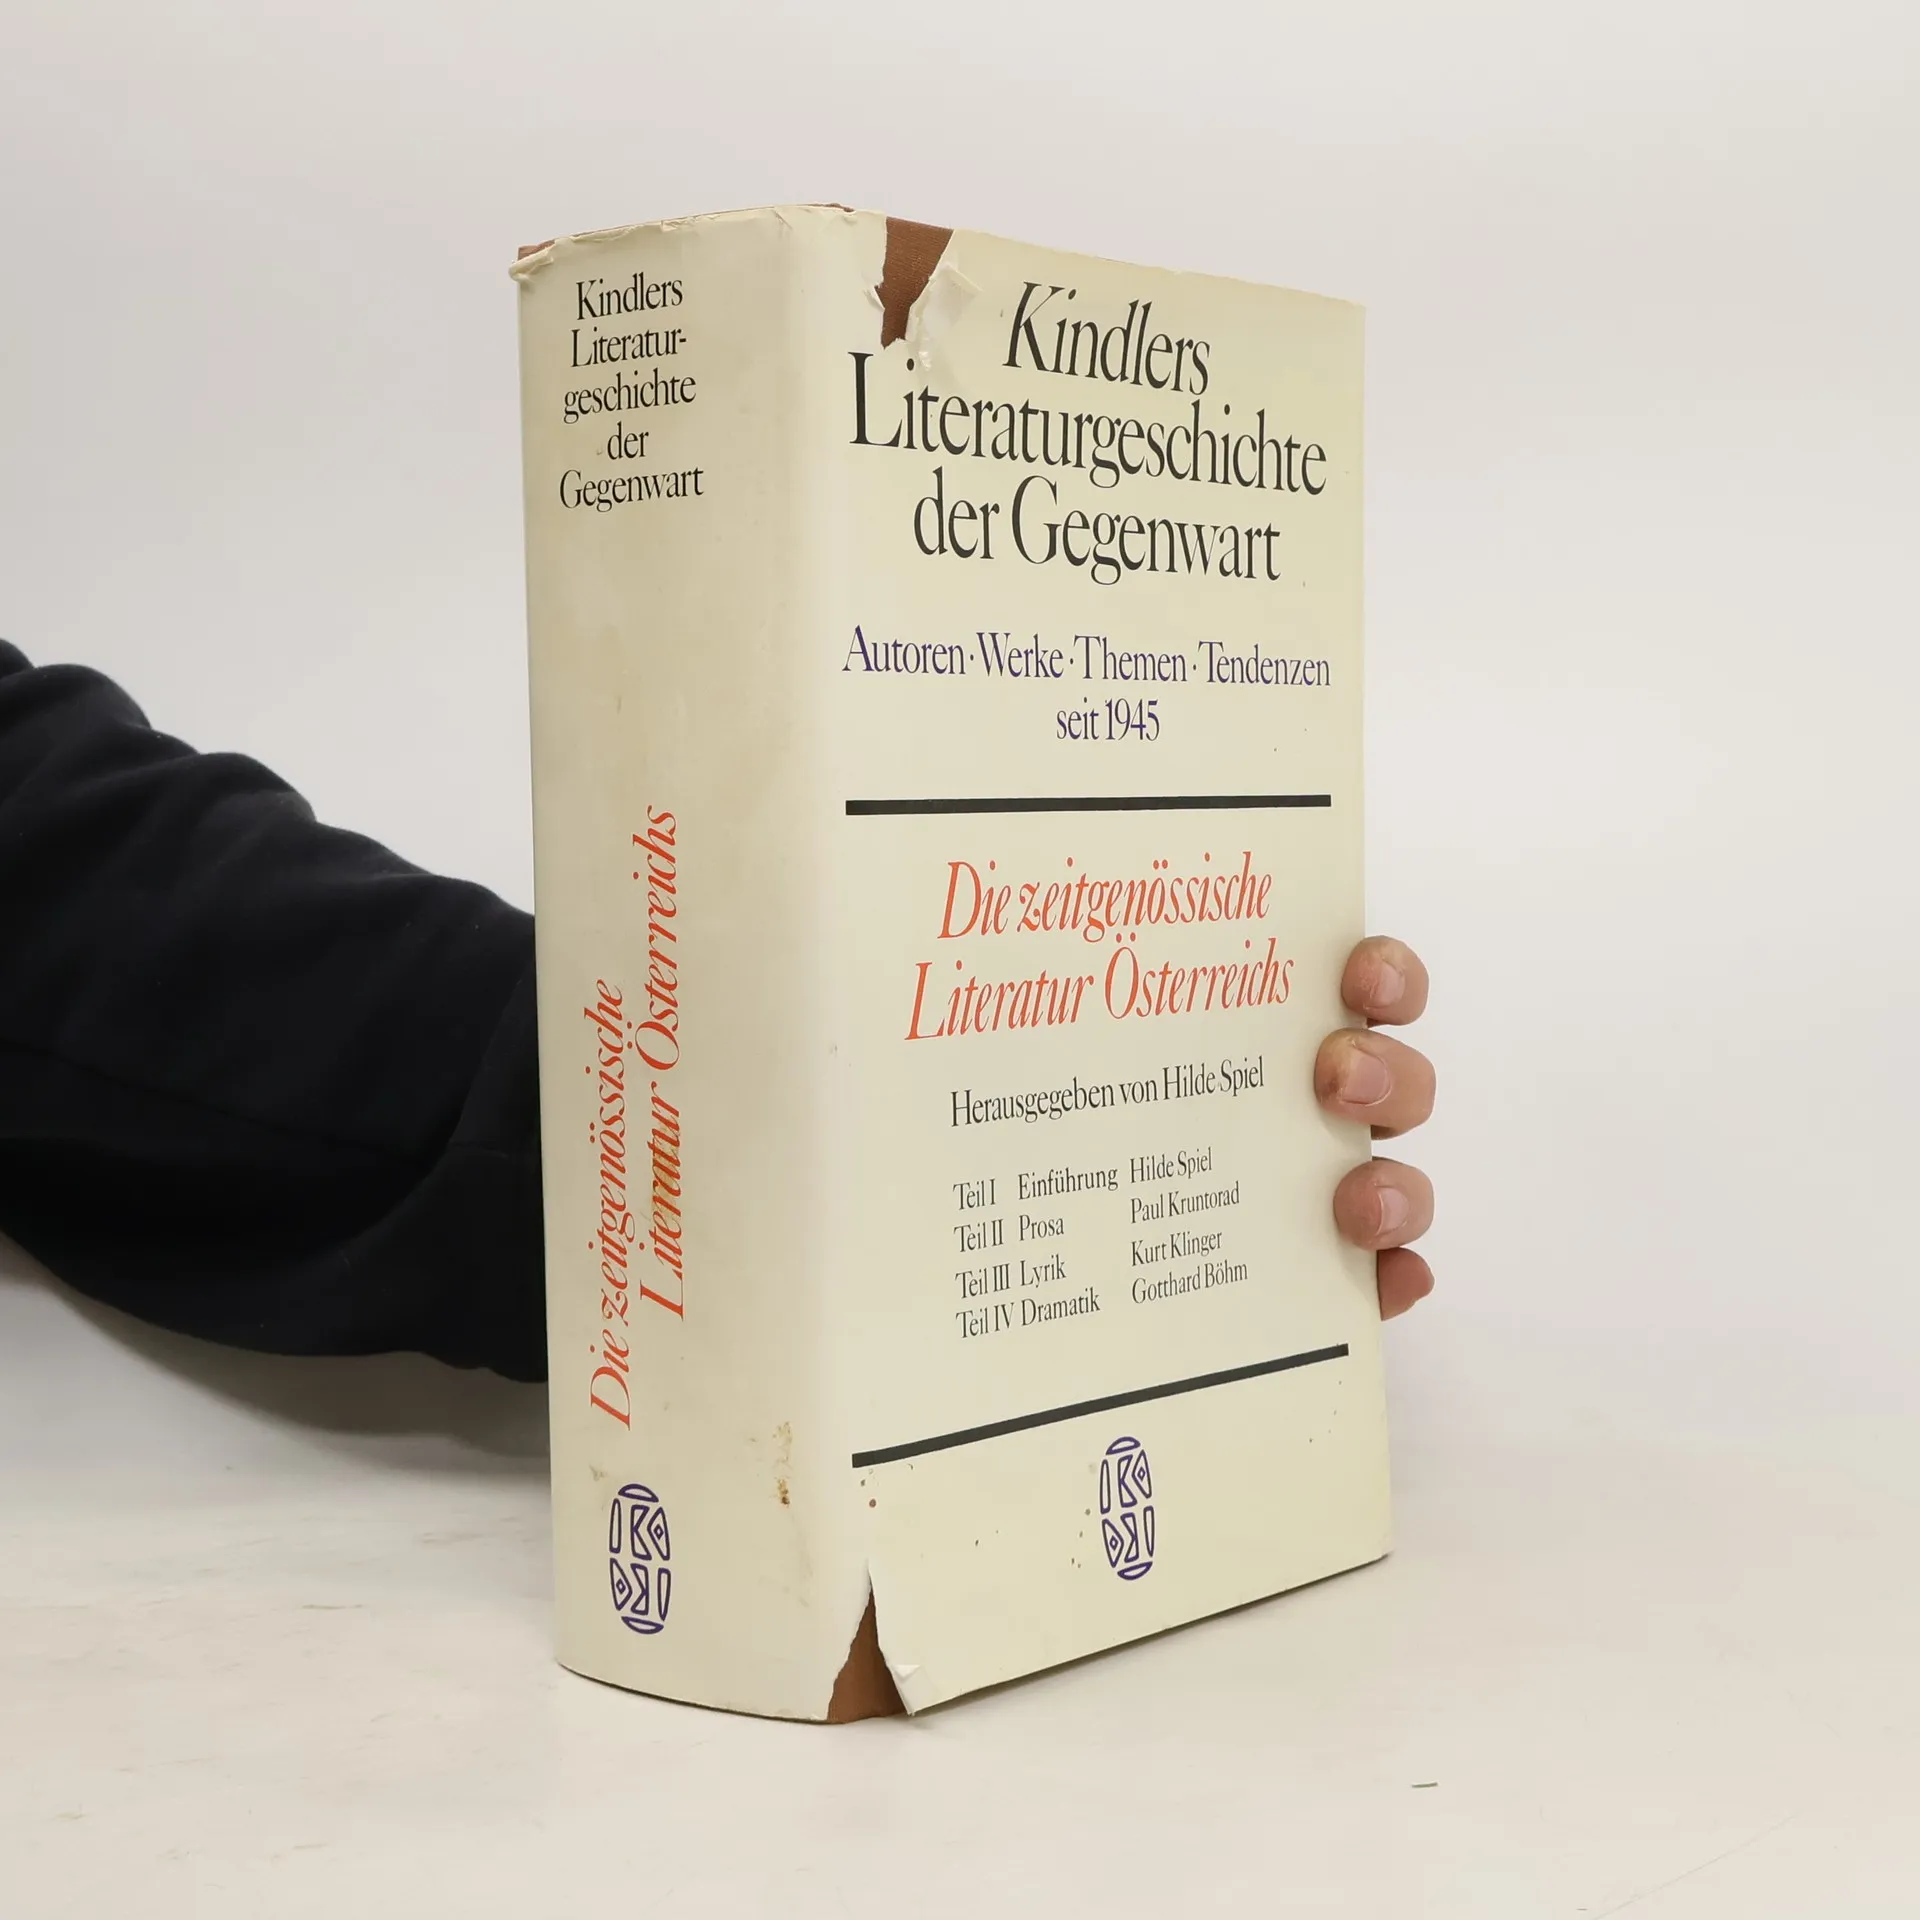 Kindlers
Literatur-
geschichte
der
Gegenwart
Die zeitgenössische
Literatur Österreichs
Kindlers
Literaturgeschichte
der Gegenwart
Autoren·Werke·Themen·Tendenzen
seit 1945
Die zeitgenössische
Literatur Österreichs
Herausgegeben von Hilde Spiel
Teil I Einführung Hilde Spiel
Teil II Prosa Paul Kruntorad
Teil III Lyrik Kurt Klinger
Teil IV Dramatik Gotthard Böhm